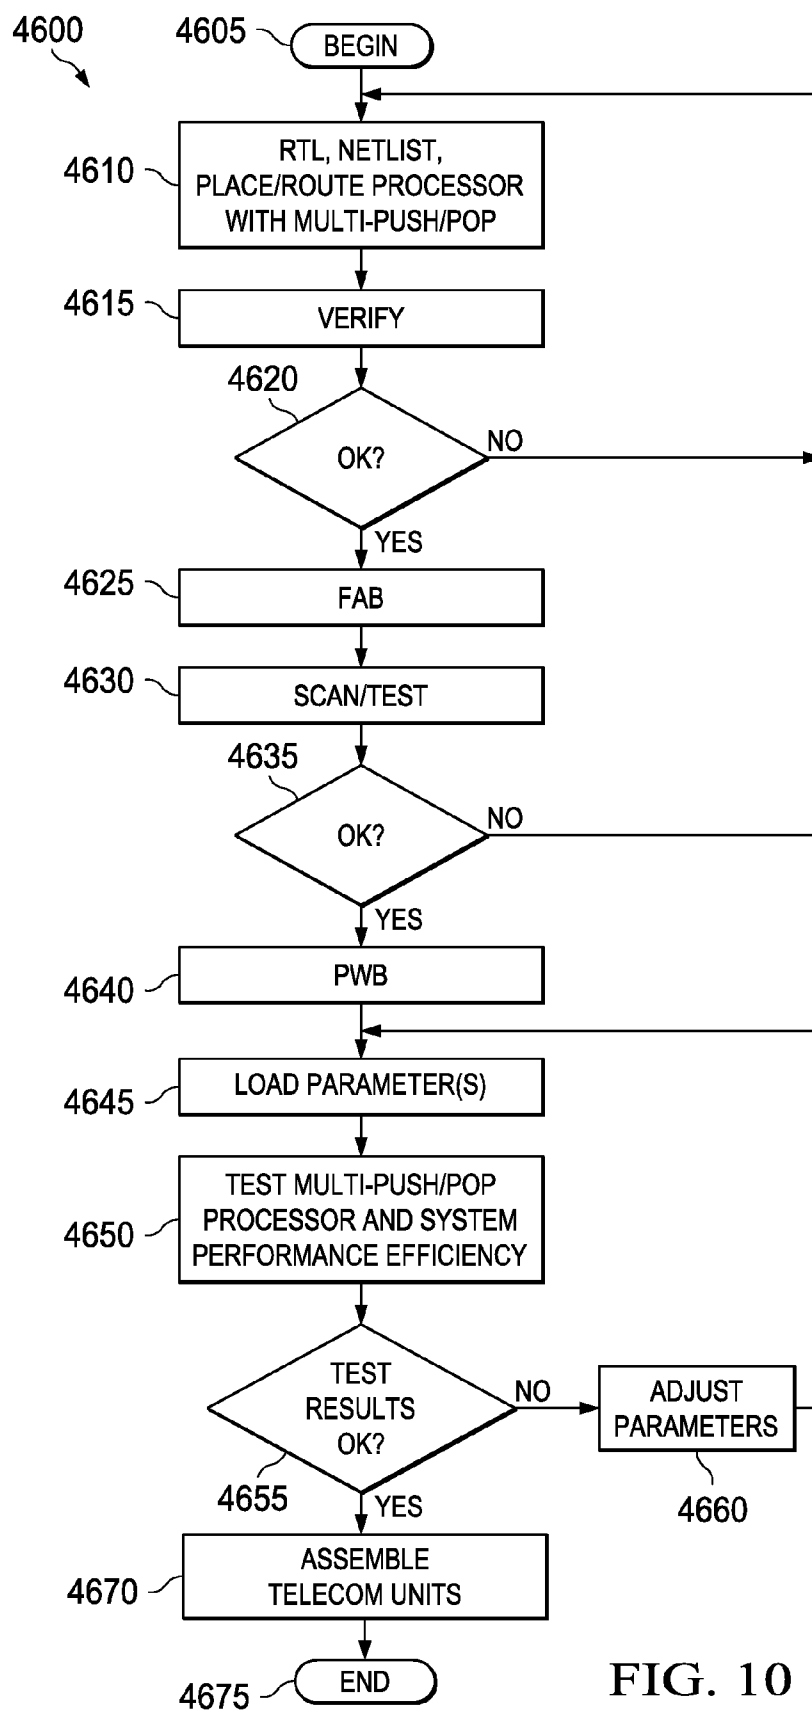 4600
4605
BEGIN
4610
RTL, NETLIST,
PLACE/ROUTE PROCESSOR
WITH MULTI-PUSH/POP
4615
VERIFY
4620
OK?
NO
YES
4625
FAB
4630
SCAN/TEST
4635
OK?
NO
YES
4640
PWB
4645
LOAD PARAMETER(S)
4650
TEST MULTI-PUSH/POP
PROCESSOR AND SYSTEM
PERFORMANCE EFFICIENCY
TEST
RESULTS
OK?
NO
4655
YES
ADJUST
PARAMETERS
4660
4670
ASSEMBLE
TELECOM UNITS
4675
END
FIG. 10